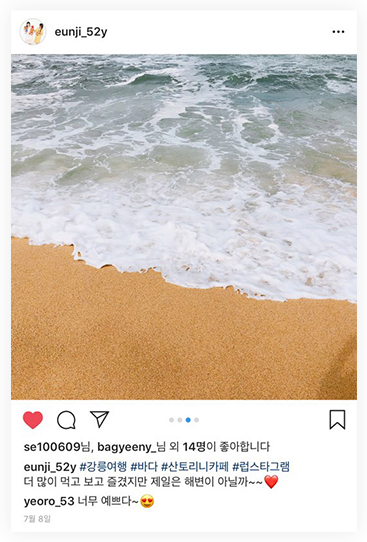 eunji_52y
se100609님, bagyeeny_님 외 14명이 좋아합니다
eunji_52y #강릉여행 #바다 #산토리니카페 #럽스타그램
더 많이 먹고 보고 즐겼지만 제일은 해변이 아닐까~~❤️
yeoro_53 너무 예쁘다~😍
7월 8일